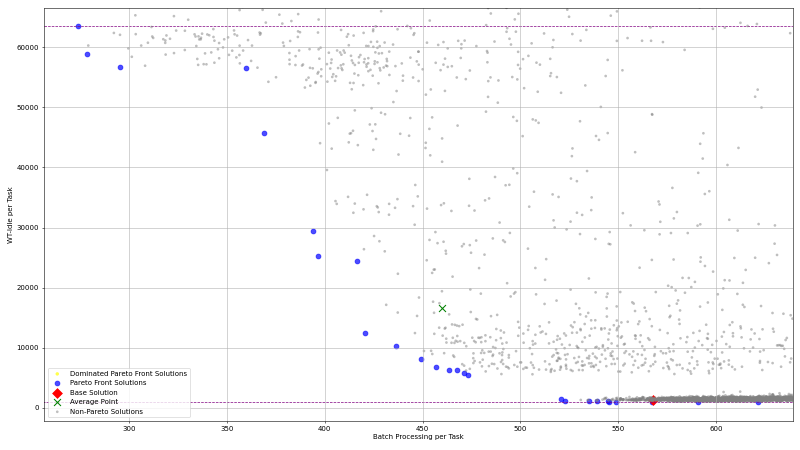 60000
50000
40000
30000
20000
10000
0
WT-Idle per Task
Dominated Pareto Front Solutions
Pareto Front Solutions
Base Solution
Average Point
Non-Pareto Solutions
300 350 400 450 500 550 600
Batch Processing per Task